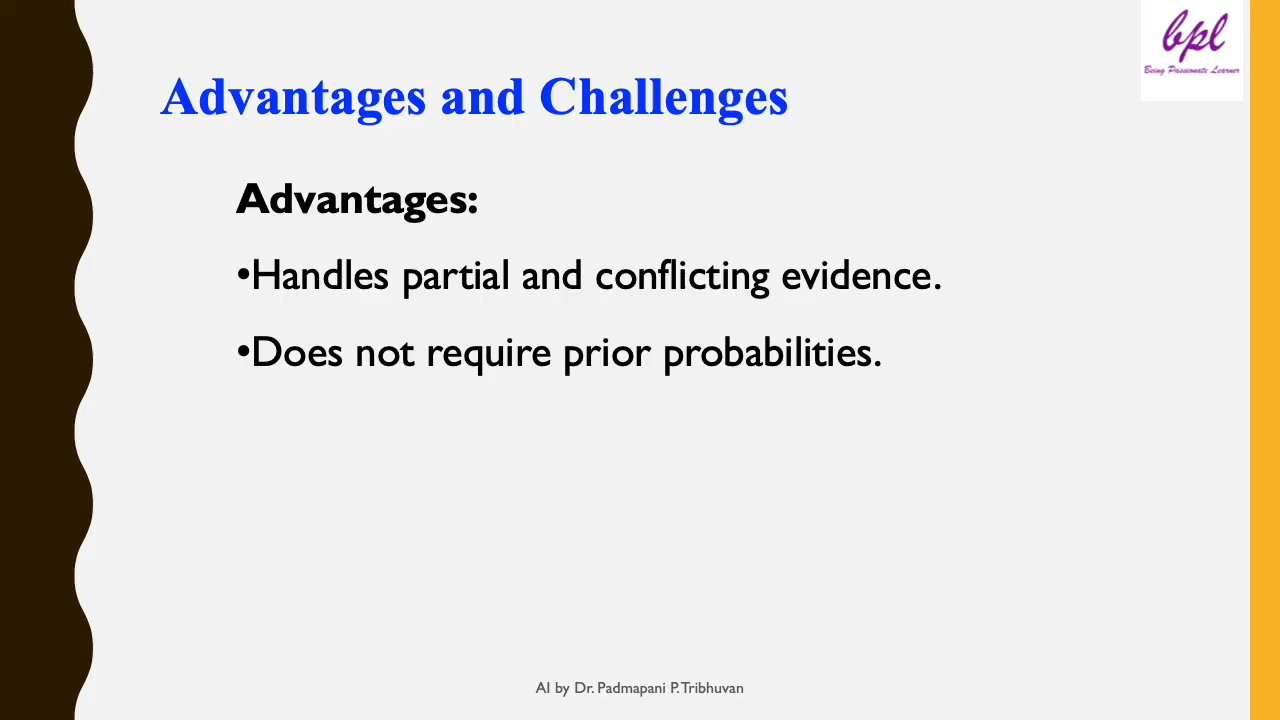 bpl
Being Passionate Learner
Advantages and Challenges
Advantages:
•Handles partial and conflicting evidence.
•Does not require prior probabilities.
AI by Dr. Padmapani P. Tribhuvan